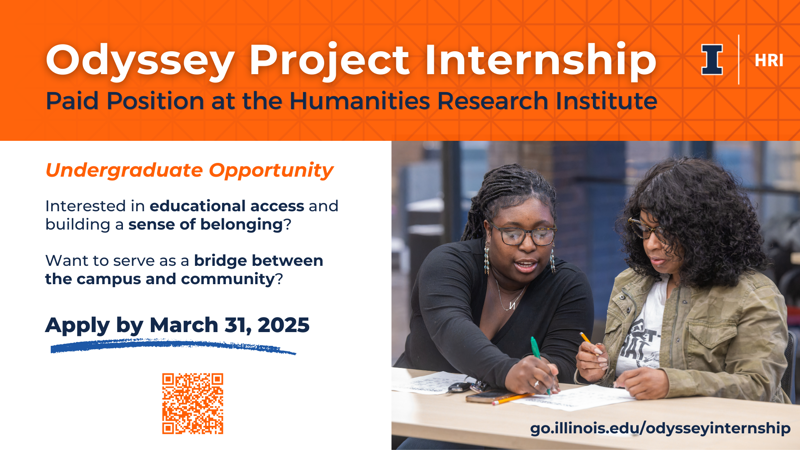 Odyssey Project Internship
Paid Position at the Humanities Research Institute
I
HRI
Undergraduate Opportunity
Interested in educational access and
building a sense of belonging?
Want to serve as a bridge between
the campus and community?
Apply by March 31, 2025
go.illinois.edu/odysseyinternship